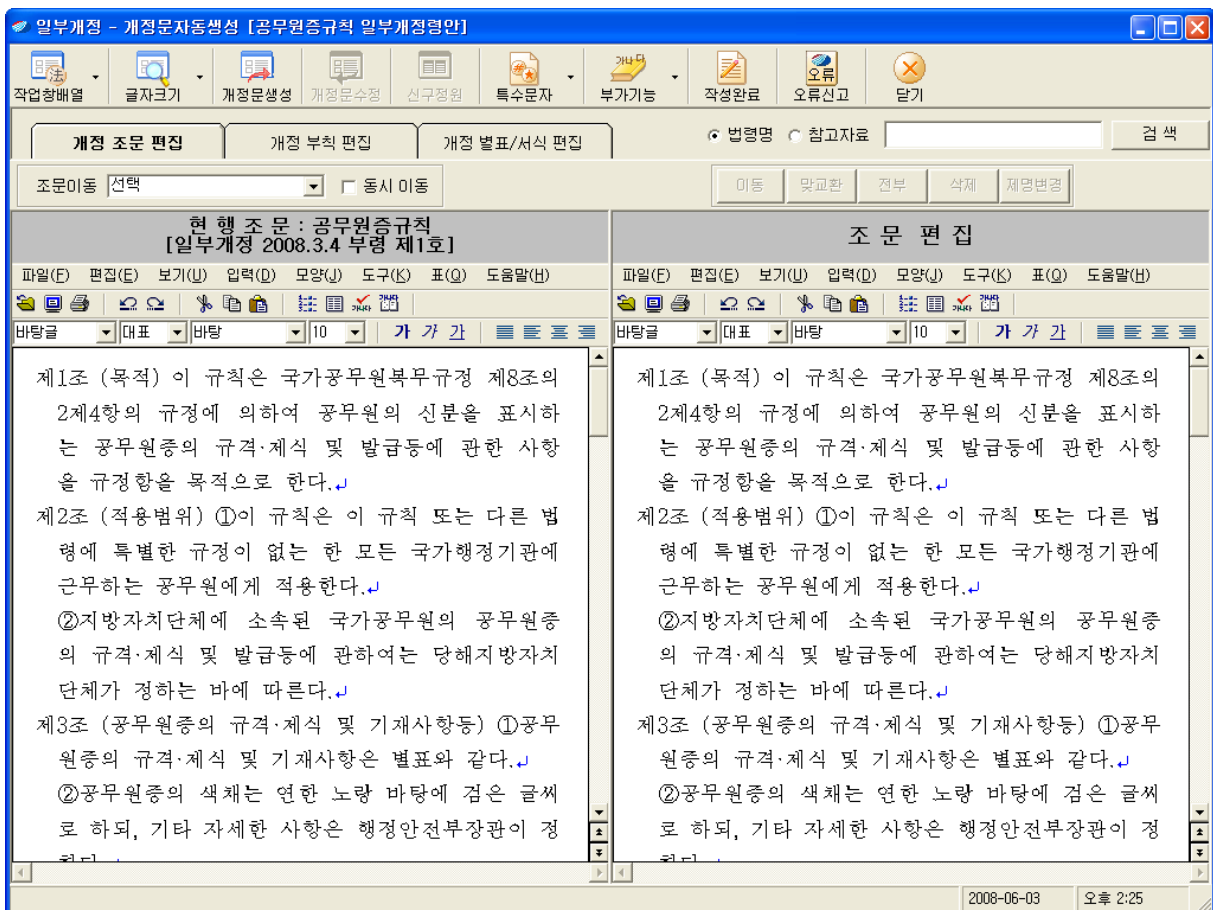 일부개정 - 개정문자동생성 [공무원증규칙 일부개정령안]
작업창배열 글자크기 개정문생성 개정문수정 신구정원 특수문자 부가기능 작성완료 오류신고 닫기
개정 조문 편집 개정 부칙 편집 개정 별표/서식 편집 법령명 참고자료 검 색
조문이동 선택 동시 이동 이동 맞교환 전부 삭제 제명변경
현 행 조 문 : 공무원증규칙
[일부개정 2008.3.4 부령 제1호]
파일(F) 편집(E) 보기(U) 입력(D) 모양(J) 도구(K) 표(Q) 도움말(H)
바탕글 대표 바탕 10 가 가 가
제1조 (목적) 이 규칙은 국가공무원복무규정 제8조의
2제4항의 규정에 의하여 공무원의 신분을 표시하
는 공무원증의 규격·제식 및 발급등에 관한 사항
을 규정함을 목적으로 한다.↵
제2조 (적용범위) ①이 규칙은 이 규칙 또는 다른 법
령에 특별한 규정이 없는 한 모든 국가행정기관에
근무하는 공무원에게 적용한다.↵
②지방자치단체에 소속된 국가공무원의 공무원증
의 규격·제식 및 발급등에 관하여는 당해지방자치
단체가 정하는 바에 따른다.↵
제3조 (공무원증의 규격·제식 및 기재사항등) ①공무
원증의 규격·제식 및 기재사항은 별표와 같다.↵
②공무원증의 색채는 연한 노랑 바탕에 검은 글씨
로 하되, 기타 자세한 사항은 행정안전부장관이 정
조 문 편 집
파일(F) 편집(E) 보기(U) 입력(D) 모양(J) 도구(K) 표(Q) 도움말(H)
바탕글 대표 바탕 10 가 가 가
제1조 (목적) 이 규칙은 국가공무원복무규정 제8조의
2제4항의 규정에 의하여 공무원의 신분을 표시하
는 공무원증의 규격·제식 및 발급등에 관한 사항
을 규정함을 목적으로 한다.↵
제2조 (적용범위) ①이 규칙은 이 규칙 또는 다른 법
령에 특별한 규정이 없는 한 모든 국가행정기관에
근무하는 공무원에게 적용한다.↵
②지방자치단체에 소속된 국가공무원의 공무원증
의 규격·제식 및 발급등에 관하여는 당해지방자치
단체가 정하는 바에 따른다.↵
제3조 (공무원증의 규격·제식 및 기재사항등) ①공무
원증의 규격·제식 및 기재사항은 별표와 같다.↵
②공무원증의 색채는 연한 노랑 바탕에 검은 글씨
로 하되, 기타 자세한 사항은 행정안전부장관이 정
2008-06-03 오후 2:25